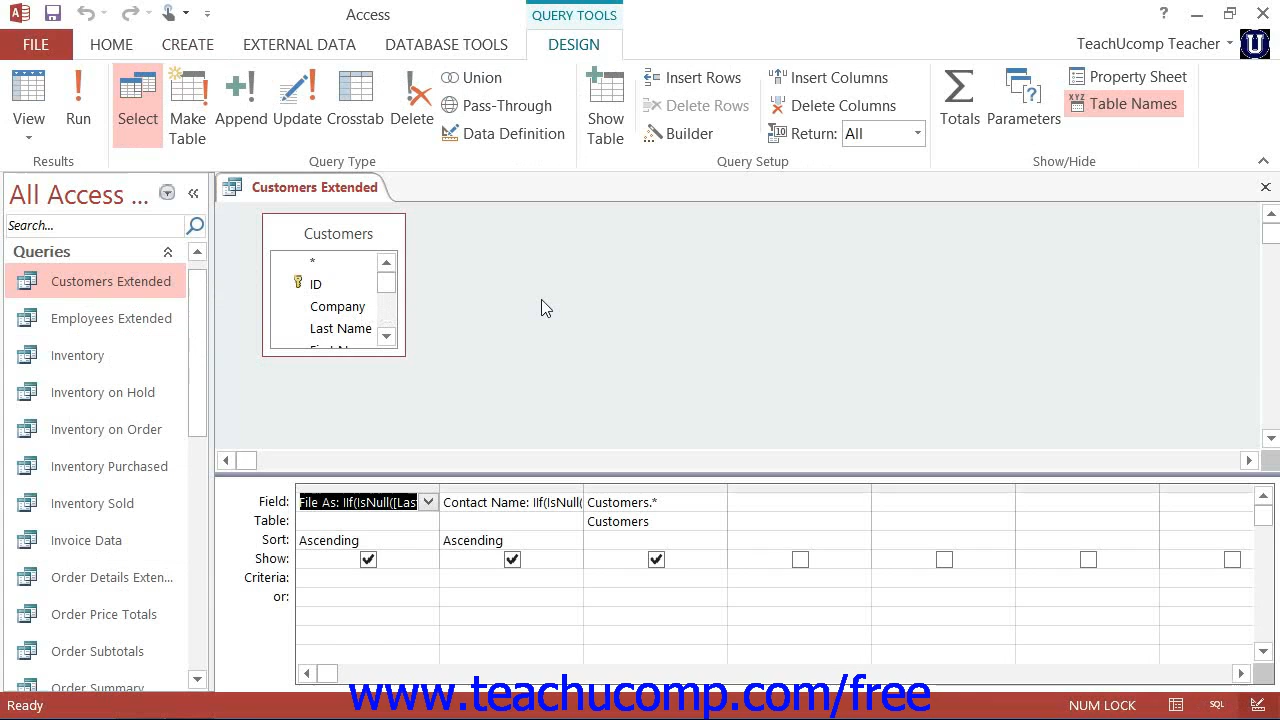 Access
QUERY TOOLS
?
FILE
HOME
CREATE
EXTERNAL DATA
DATABASE TOOLS
DESIGN
TeachUcomp Teacher
U
View
Run
Select
Make Table
Append
Update
Crosstab
Delete
Union
Pass-Through
Data Definition
Show Table
Insert Rows
Delete Rows
Builder
Insert Columns
Delete Columns
Return: All
Totals
Parameters
Property Sheet
Table Names
Results
Query Type
Query Setup
Show/Hide
All Access ...
Search...
Queries
Customers Extended
Employees Extended
Inventory
Inventory on Hold
Inventory on Order
Inventory Purchased
Inventory Sold
Invoice Data
Order Details Exten...
Order Price Totals
Order Subtotals
Order Summary
Customers Extended
Customers
*
ID
Company
Last Name
Field: File As: IIf(IsNull([Las Contact Name: IIf(IsNull( Customers.*
Table: Customers
Sort: Ascending Ascending
Show:
Criteria:
or:
www.teachucomp.com/free
Ready
NUM LOCK
SQL